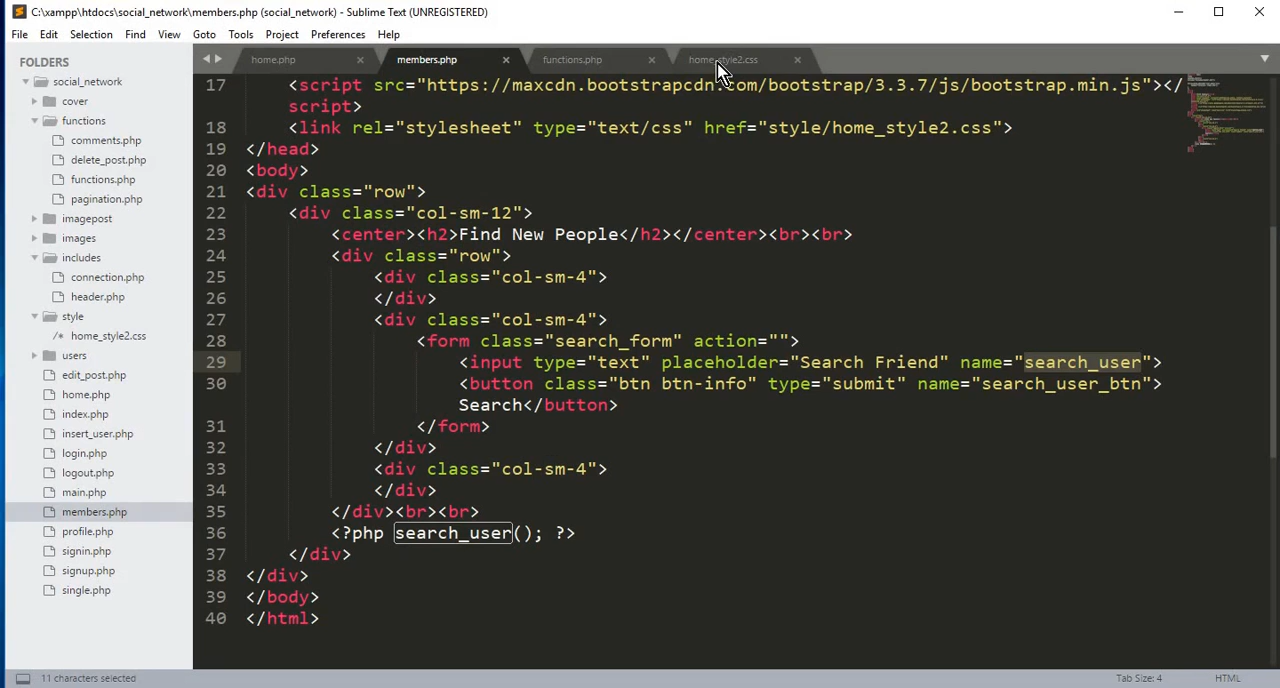 C:\xampp\htdocs\social_network\members.php (social_network) - Sublime Text (UNREGISTERED)
File Edit Selection Find View Goto Tools Project Preferences Help
FOLDERS
social_network
cover
functions
comments.php
delete_post.php
functions.php
pagination.php
imagepost
images
includes
connection.php
header.php
style
/* home_style2.css
users
edit_post.php
home.php
index.php
insert_user.php
login.php
logout.php
main.php
members.php
profile.php
signin.php
signup.php
single.php
home.php × members.php × functions.php × home_style2.css ×
17 <script src="https://maxcdn.bootstrapcdn.com/bootstrap/3.3.7/js/bootstrap.min.js"></
script>
18 <link rel="stylesheet" type="text/css" href="style/home_style2.css">
19 </head>
20 <body>
21 <div class="row">
22 <div class="col-sm-12">
23 <center><h2>Find New People</h2></center><br><br>
24 <div class="row">
25 <div class="col-sm-4">
26 </div>
27 <div class="col-sm-4">
28 <form class="search_form" action="">
29 <input type="text" placeholder="Search Friend" name="search_user">
30 <button class="btn btn-info" type="submit" name="search_user_btn">
Search</button>
31 </form>
32 </div>
33 <div class="col-sm-4">
34 </div>
35 </div><br><br>
36 <?php search_user(); ?>
37 </div>
38 </div>
39 </body>
40 </html>
11 characters selected
Tab Size: 4
HTML